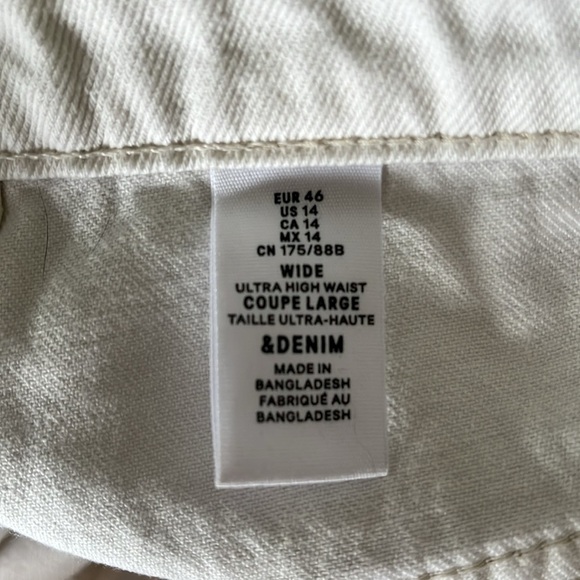 EUR 46
US 14
CA 14
MX 14
CN 175/88B
WIDE
ULTRA HIGH WAIST
COUPE LARGE
TAILLE ULTRA-HAUTE
&DENIM
MADE IN
BANGLADESH
FABRIQUÉ AU
BANGLADESH